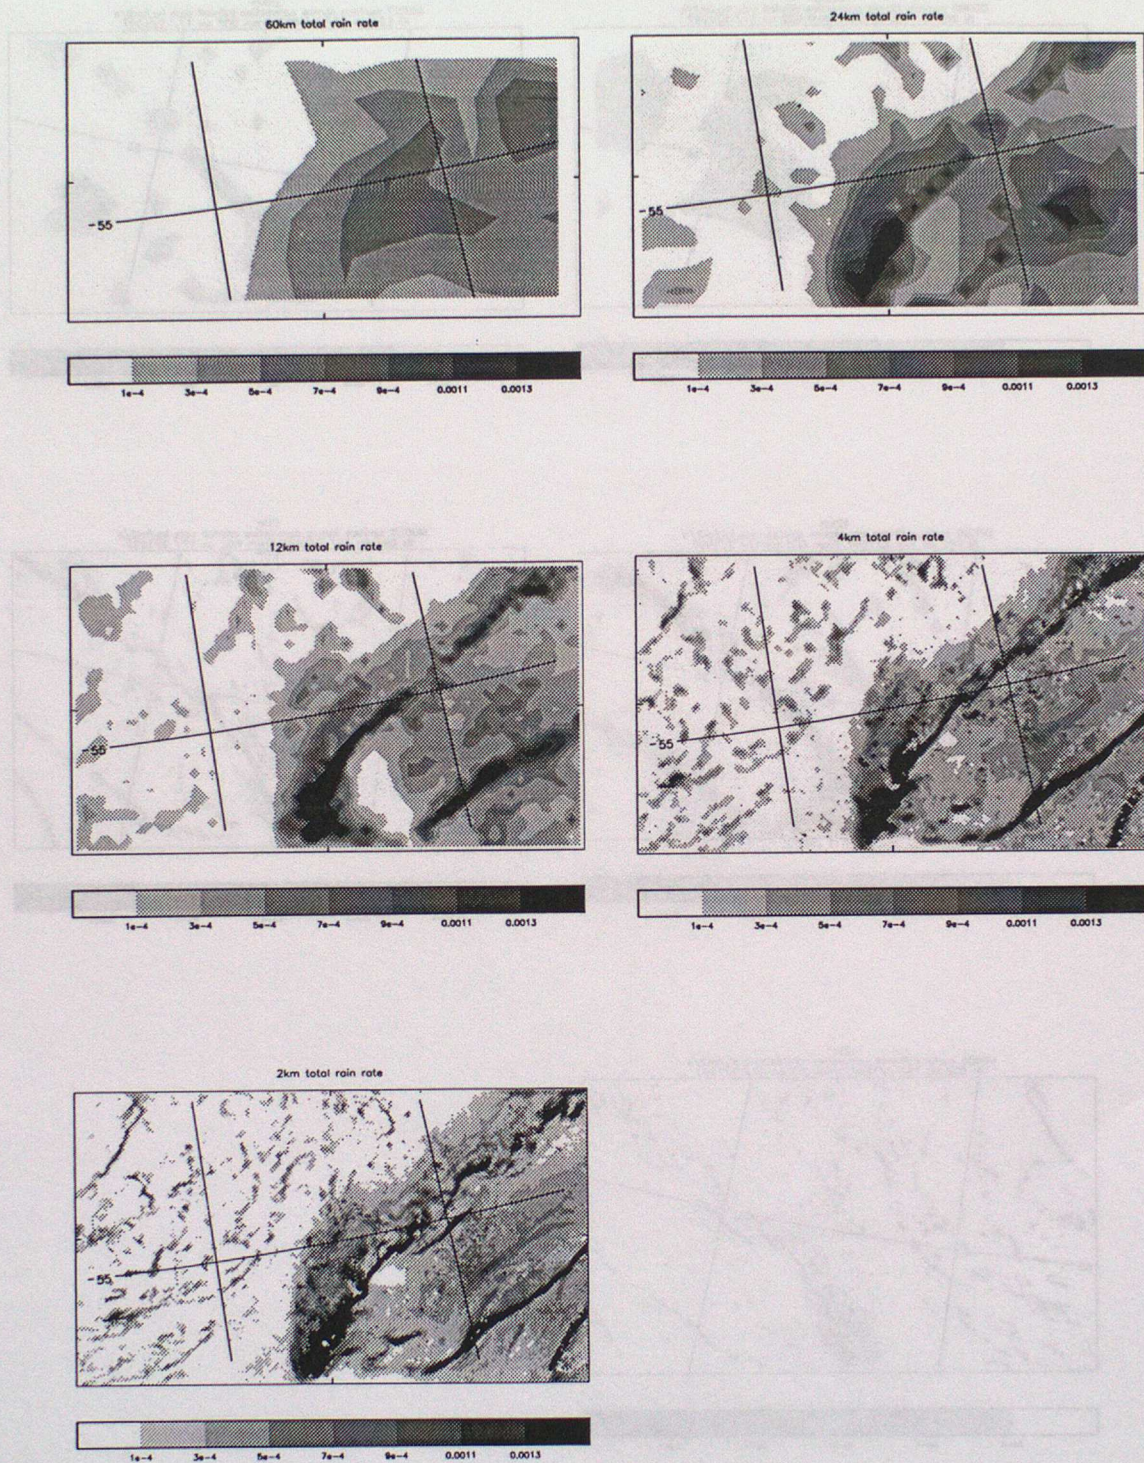 60km total rain rate
24km total rain rate
-55
-55
1e-4 3e-4 5e-4 7e-4 9e-4 0.0011 0.0013
1e-4 3e-4 5e-4 7e-4 9e-4 0.0011 0.0013
12km total rain rate
4km total rain rate
-55
-55
1e-4 3e-4 5e-4 7e-4 9e-4 0.0011 0.0013
1e-4 3e-4 5e-4 7e-4 9e-4 0.0011 0.0013
2km total rain rate
-55
1e-4 3e-4 5e-4 7e-4 9e-4 0.0011 0.0013